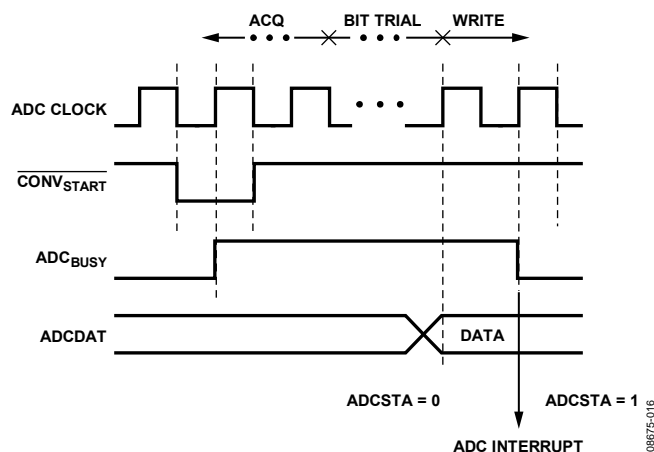 ACQ BIT TRIAL WRITE
ADC CLOCK
CONVSTART
ADCBUSY
ADCDAT DATA
ADCSTA = 0 ADCSTA = 1
ADC INTERRUPT
08675-016